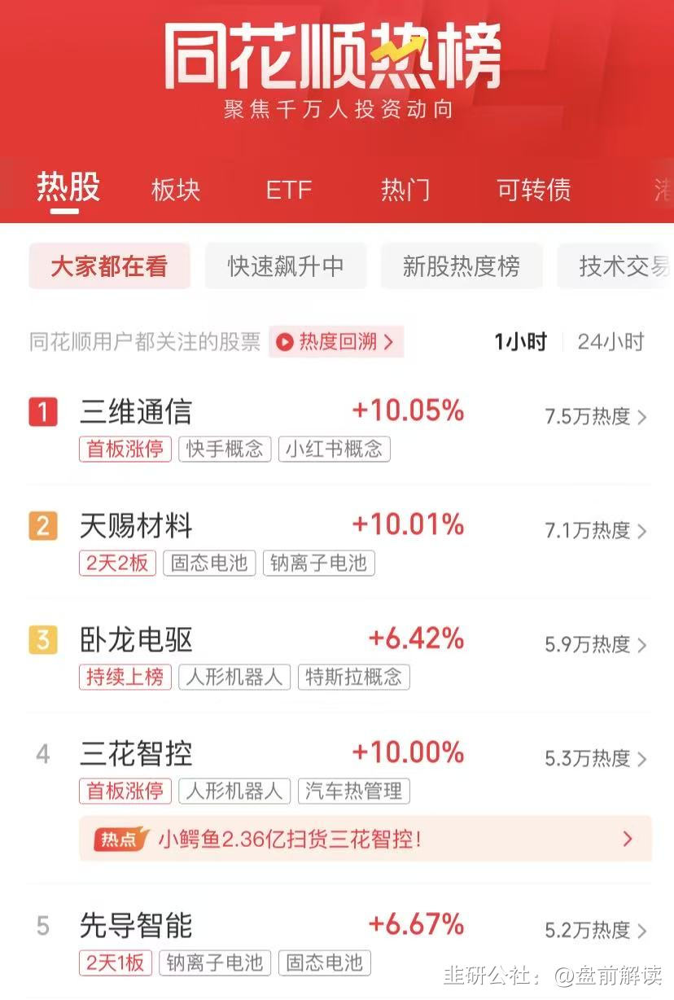 同花顺热榜
聚焦千万人投资动向
热股 板块 ETF 热门 可转债 港
大家都在看 快速飙升中 新股热度榜 技术交易
同花顺用户都关注的股票 热度回溯 1小时 24小时
1 三维通信 +10.05% 7.5万热度
首板涨停 快手概念 小红书概念
2 天赐材料 +10.01% 7.1万热度
2天2板 固态电池 钠离子电池
3 卧龙电驱 +6.42% 5.9万热度
持续上榜 人形机器人 特斯拉概念
4 三花智控 +10.00% 5.3万热度
首板涨停 人形机器人 汽车热管理
热点 小鳄鱼2.36亿扫货三花智控!
5 先导智能 +6.67% 5.2万热度
2天1板 钠离子电池 固态电池
韭研公社：@盘前解读